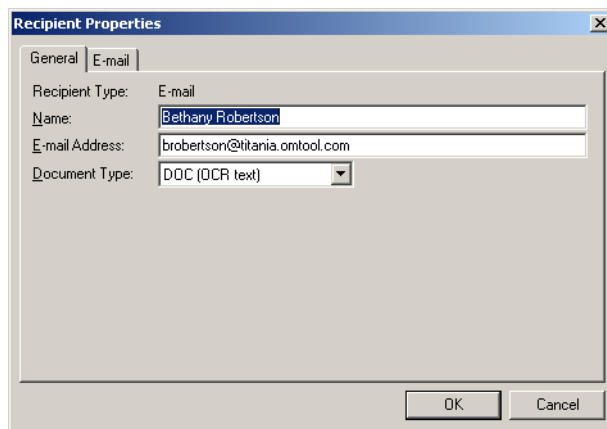 Recipient Properties
General E-mail
Recipient Type: E-mail
Name: Bethany Robertson
E-mail Address: brobertson@titania.omtool.com
Document Type: DOC (OCR text)
OK Cancel